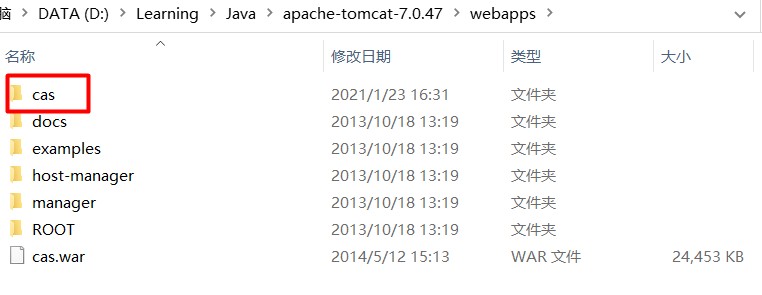 脑 > DATA (D:) > Learning > Java > apache-tomcat-7.0.47 > webapps >
名称 修改日期 类型 大小
cas 2021/1/23 16:31 文件夹
docs 2013/10/18 13:19 文件夹
examples 2013/10/18 13:19 文件夹
host-manager 2013/10/18 13:19 文件夹
manager 2013/10/18 13:19 文件夹
ROOT 2013/10/18 13:19 文件夹
cas.war 2014/5/12 15:13 WAR 文件 24,453 KB